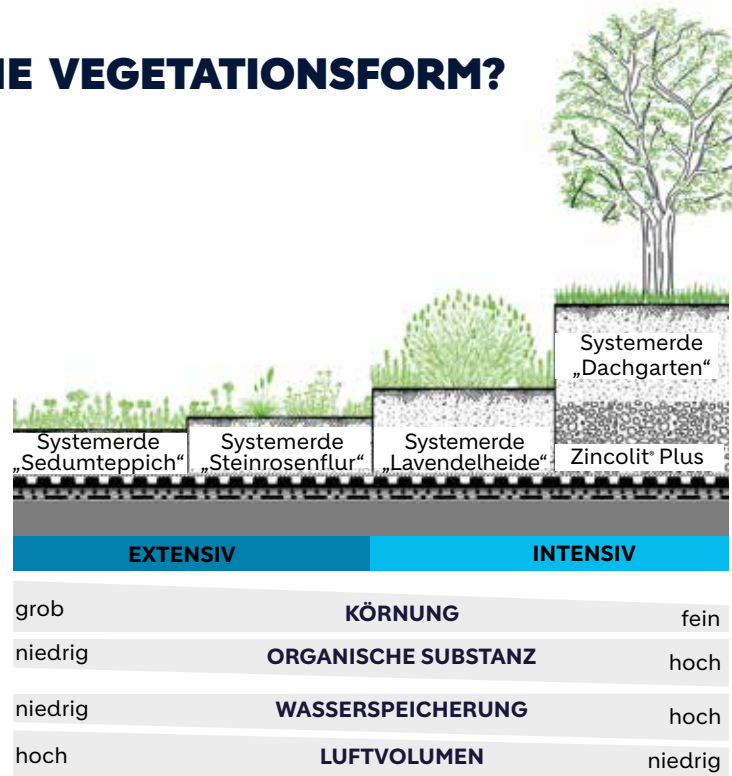 IE VEGETATIONSFORM?
Systemerde
„Dachgarten“
Systemerde
„Sedumteppich“
Systemerde
„Steinrosenflur“
Systemerde
„Lavendelheide“
Zincolit® Plus
EXTENSIV
INTENSIV
grob
KÖRNUNG
fein
niedrig
ORGANISCHE SUBSTANZ
hoch
niedrig
WASSERSPEICHERUNG
hoch
hoch
LUFTVOLUMEN
niedrig